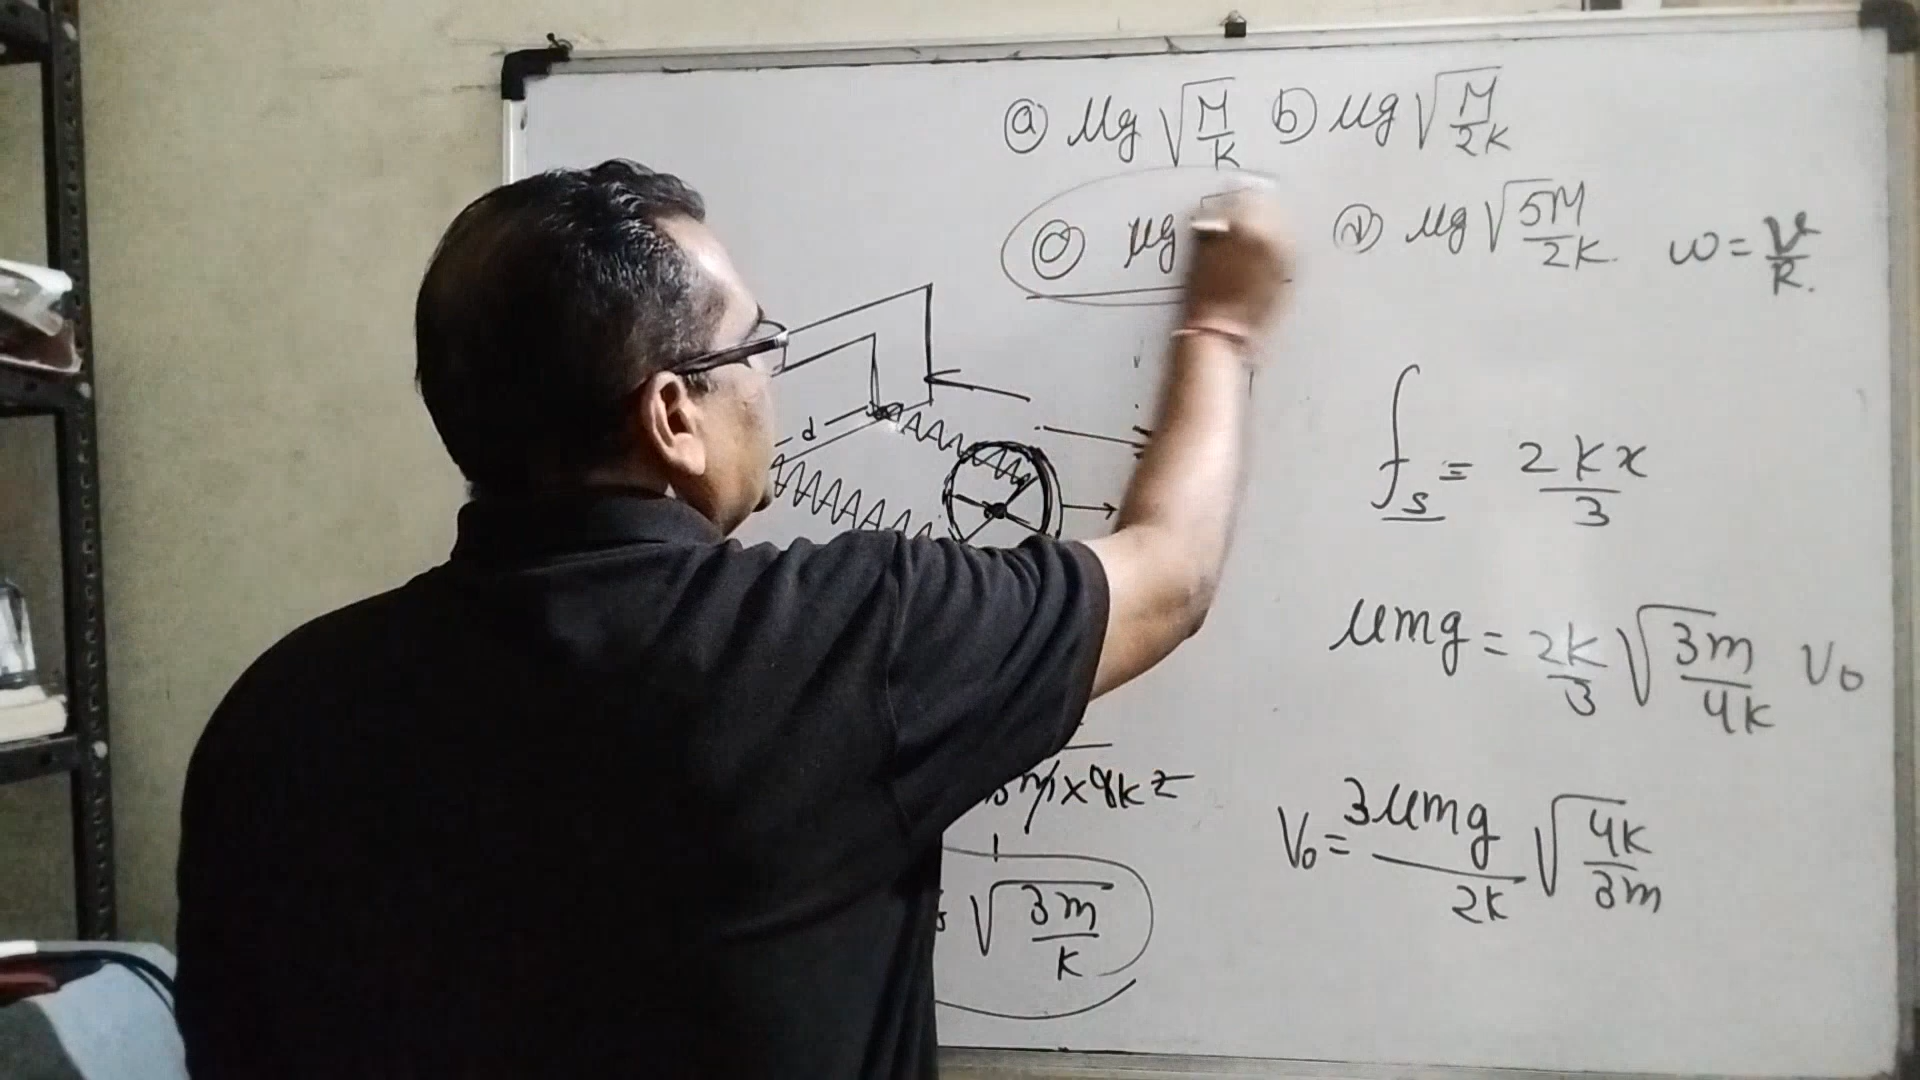 ⓐ μg √(M/K) ⓑ μg √(M/2K)
ⓒ μg ⓓ μg √(5M/2K)
ω = v/R.
d
f_s = 2Kx/3
μmg = 2K/3 √(3m/4K) V₀
V₀ = 3μmg/2K √(4K/3m)
√(3m/K)